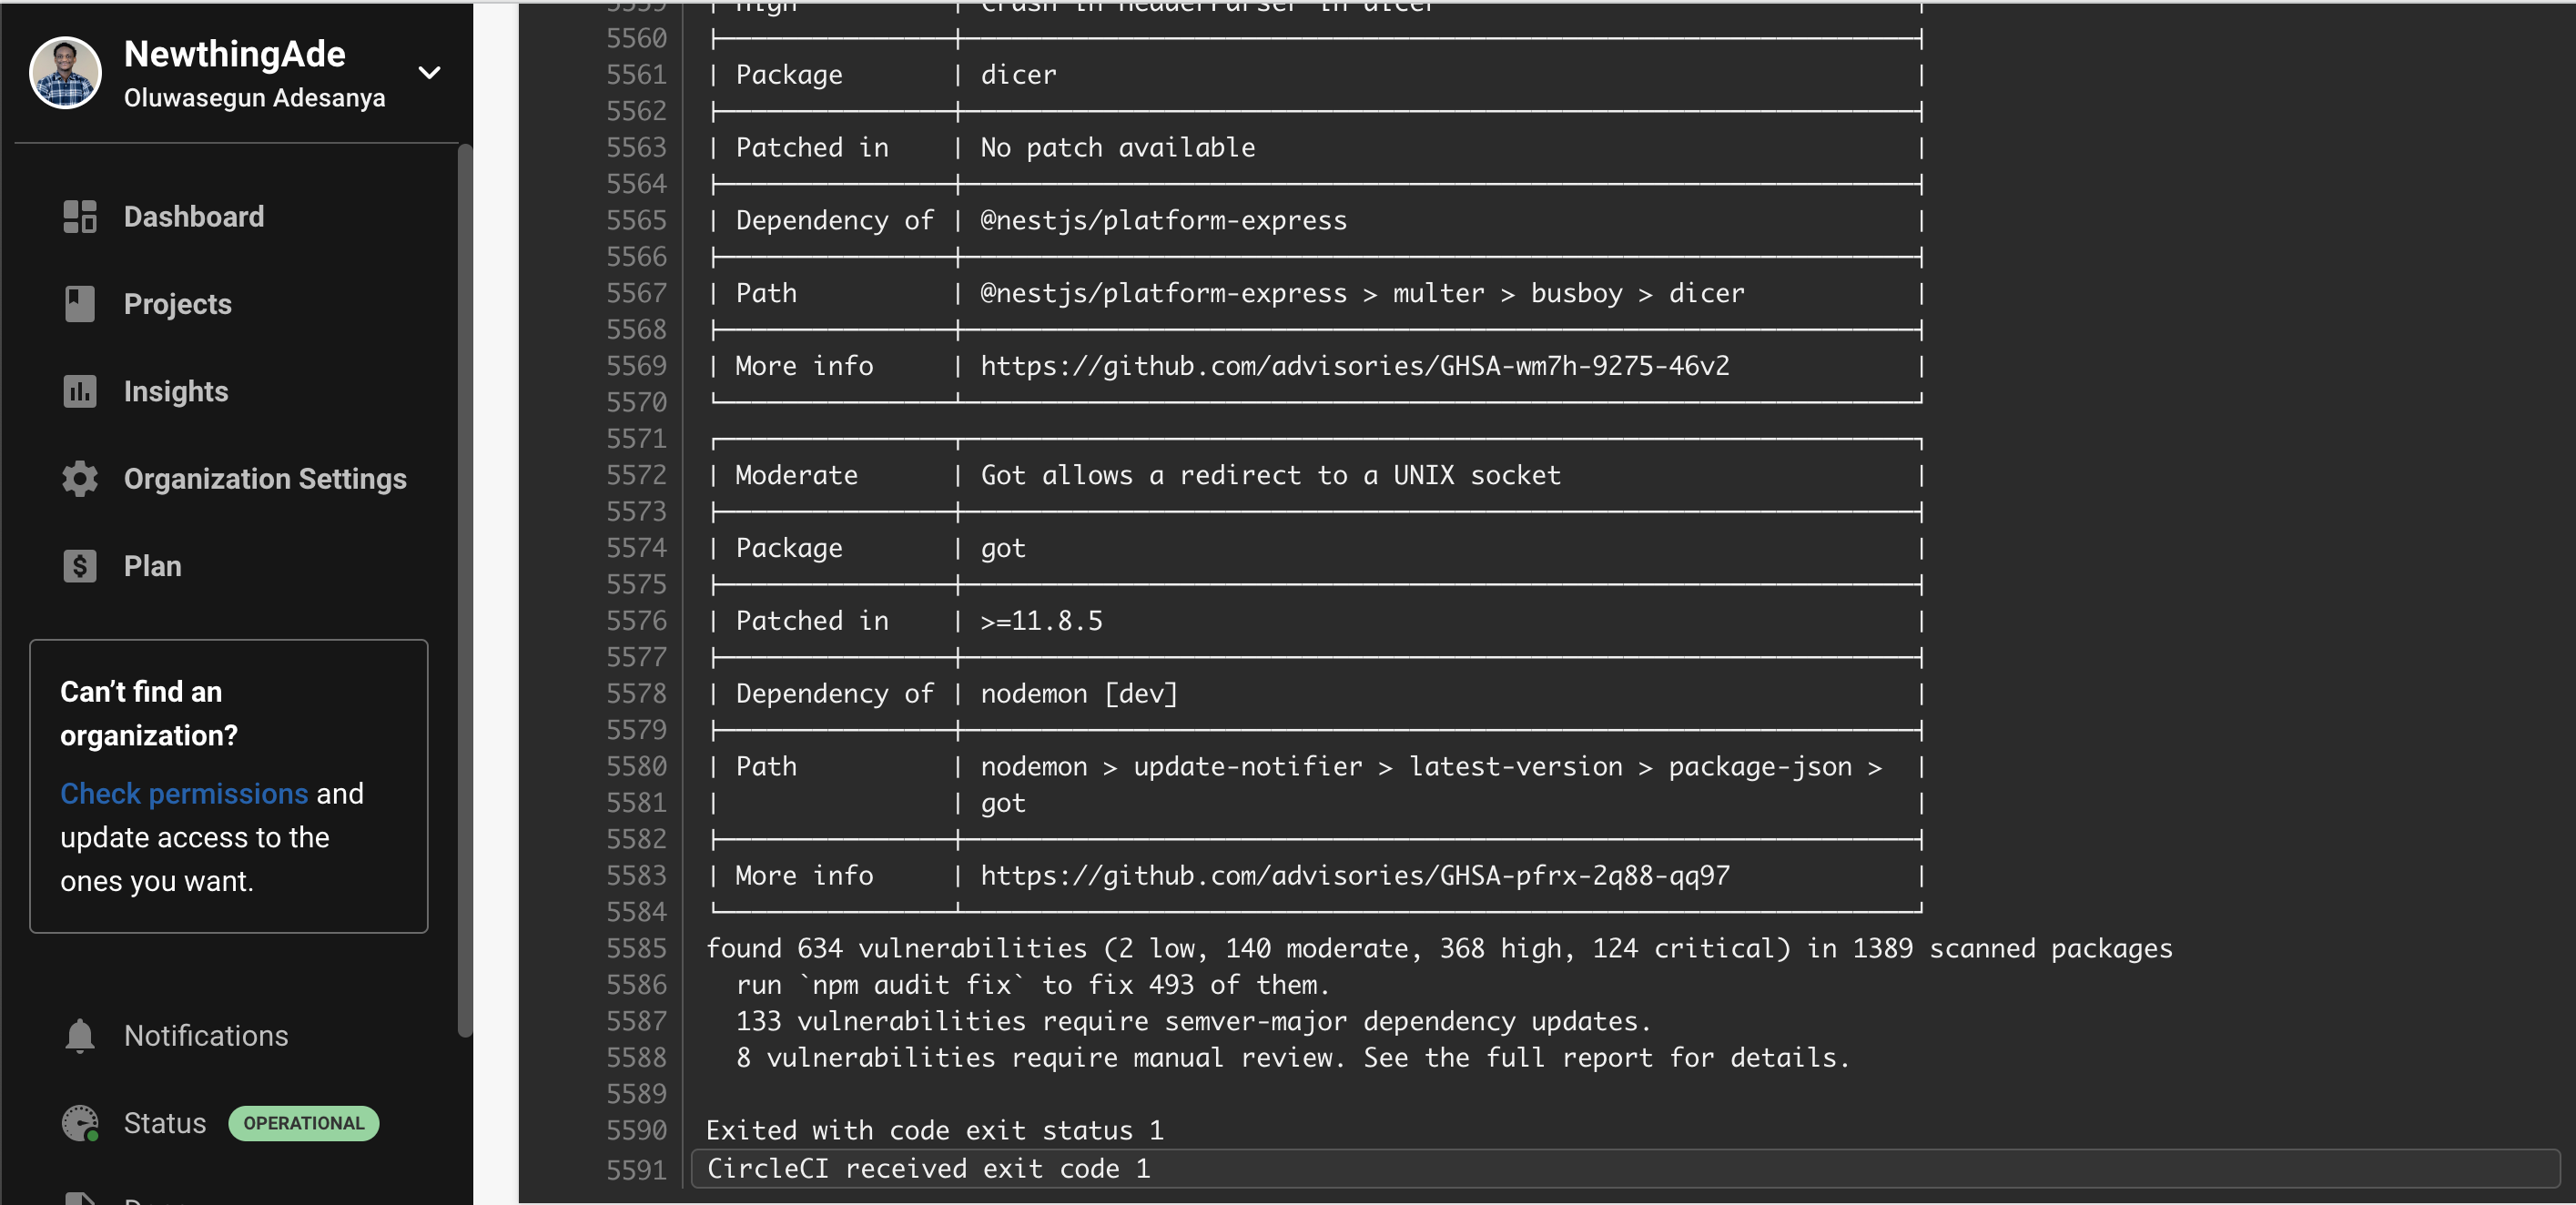 NewthingAde
Oluwasegun Adesanya
Dashboard
Projects
Insights
Organization Settings
Plan
Can’t find an
organization?
Check permissions and
update access to the
ones you want.
Notifications
Status OPERATIONAL
5559 | High | Crash in HeaderParser in dicer |
5560
5561 | Package | dicer |
5562
5563 | Patched in | No patch available |
5564
5565 | Dependency of | @nestjs/platform-express |
5566
5567 | Path | @nestjs/platform-express > multer > busboy > dicer |
5568
5569 | More info | https://github.com/advisories/GHSA-wm7h-9275-46v2 |
5570
5571
5572 | Moderate | Got allows a redirect to a UNIX socket |
5573
5574 | Package | got |
5575
5576 | Patched in | >=11.8.5 |
5577
5578 | Dependency of | nodemon [dev] |
5579
5580 | Path | nodemon > update-notifier > latest-version > package-json > |
5581 | | got |
5582
5583 | More info | https://github.com/advisories/GHSA-pfrx-2q88-qq97 |
5584
5585 found 634 vulnerabilities (2 low, 140 moderate, 368 high, 124 critical) in 1389 scanned packages
5586 run `npm audit fix` to fix 493 of them.
5587 133 vulnerabilities require semver-major dependency updates.
5588 8 vulnerabilities require manual review. See the full report for details.
5589
5590 Exited with code exit status 1
5591 CircleCI received exit code 1